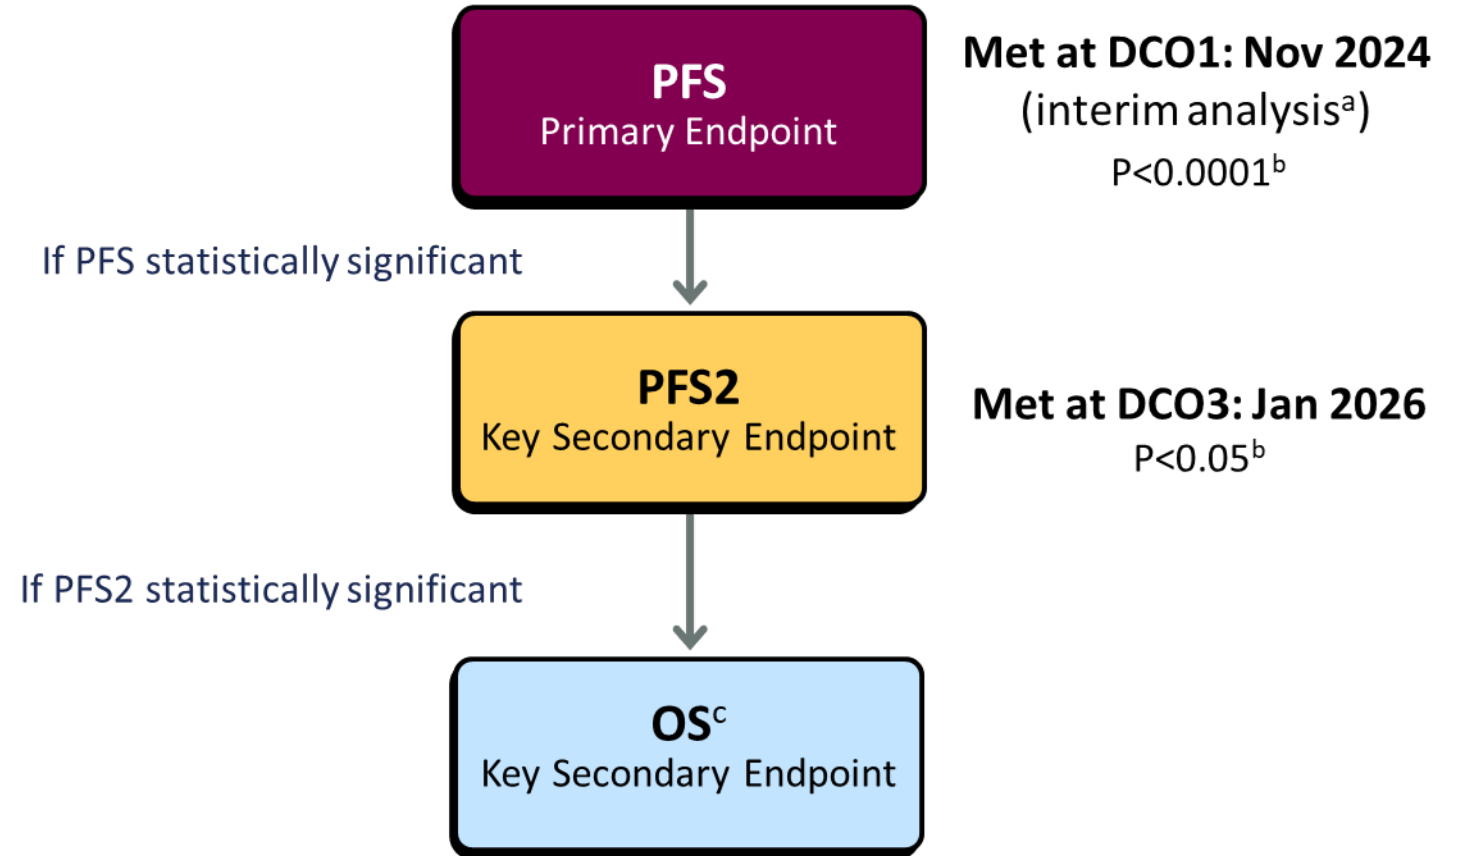 PFS
Primary Endpoint
Met at DCO1: Nov 2024
(interim analysisᵃ)
P<0.0001ᵇ
If PFS statistically significant
PFS2
Key Secondary Endpoint
Met at DCO3: Jan 2026
P<0.05ᵇ
If PFS2 statistically significant
OSᶜ
Key Secondary Endpoint